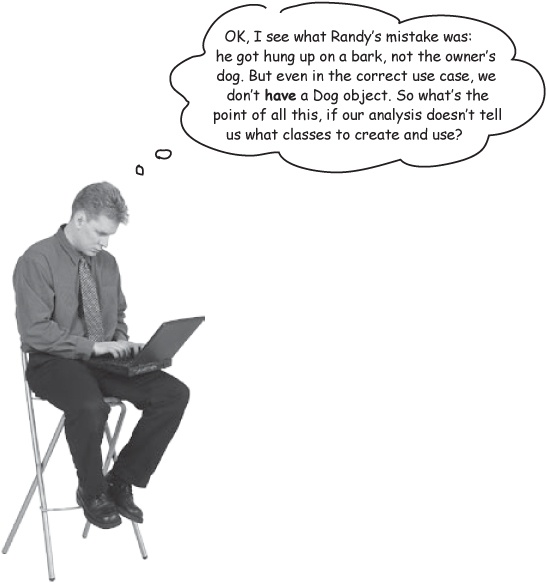 OK, I see what Randy's mistake was:
he got hung up on a bark, not the owner's
dog. But even in the correct use case, we
don't have a Dog object. So what's the
point of all this, if our analysis doesn't tell
us what classes to create and use?